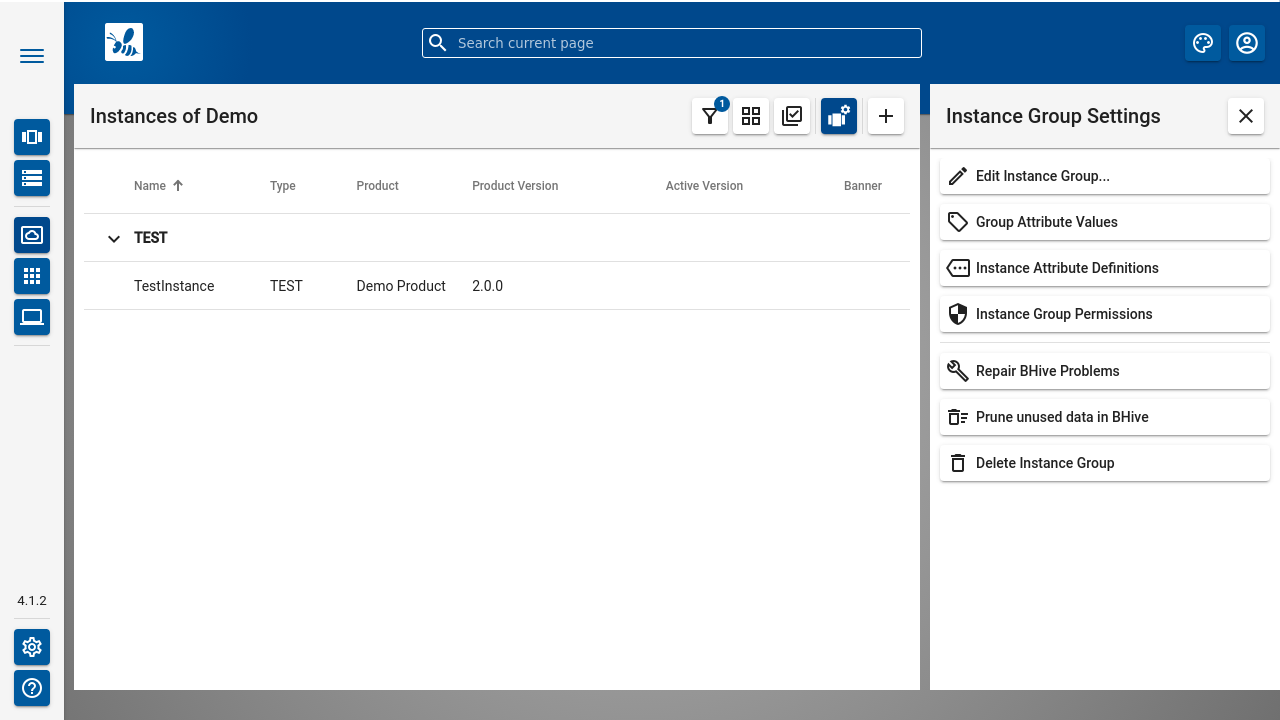 Search current page
Instances of Demo
1
Instance Group Settings
Name Type Product Product Version Active Version Banner
TEST
TestInstance TEST Demo Product 2.0.0
Edit Instance Group...
Group Attribute Values
Instance Attribute Definitions
Instance Group Permissions
Repair BHive Problems
Prune unused data in BHive
Delete Instance Group
4.1.2